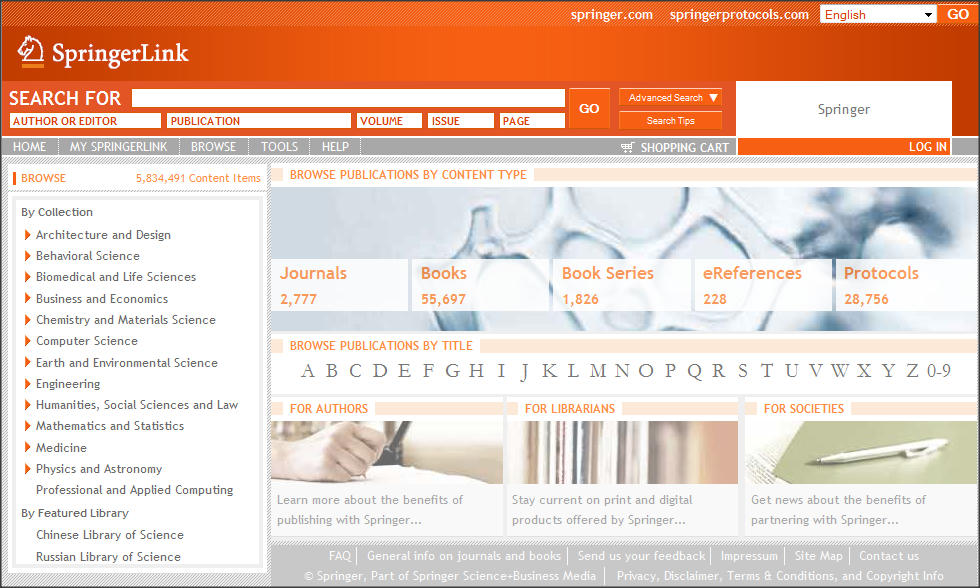 springer.com springerprotocols.com English GO
SpringerLink
SEARCH FOR GO Advanced Search
AUTHOR OR EDITOR PUBLICATION VOLUME ISSUE PAGE Search Tips
Springer
HOME MY SPRINGERLINK BROWSE TOOLS HELP SHOPPING CART LOG IN
BROWSE 5,834,491 Content Items
By Collection
Architecture and Design
Behavioral Science
Biomedical and Life Sciences
Business and Economics
Chemistry and Materials Science
Computer Science
Earth and Environmental Science
Engineering
Humanities, Social Sciences and Law
Mathematics and Statistics
Medicine
Physics and Astronomy
Professional and Applied Computing
By Featured Library
Chinese Library of Science
Russian Library of Science
BROWSE PUBLICATIONS BY CONTENT TYPE
Journals Books Book Series eReferences Protocols
2,777 55,697 1,826 228 28,756
BROWSE PUBLICATIONS BY TITLE
A B C D E F G H I J K L M N O P Q R S T U V W X Y Z 0-9
FOR AUTHORS
Learn more about the benefits of
publishing with Springer...
FOR LIBRARIANS
Stay current on print and digital
products offered by Springer...
FOR SOCIETIES
Get news about the benefits of
partnering with Springer...
FAQ General info on journals and books Send us your feedback Impressum Site Map Contact us
© Springer, Part of Springer Science+Business Media Privacy, Disclaimer, Terms & Conditions, and Copyright Info